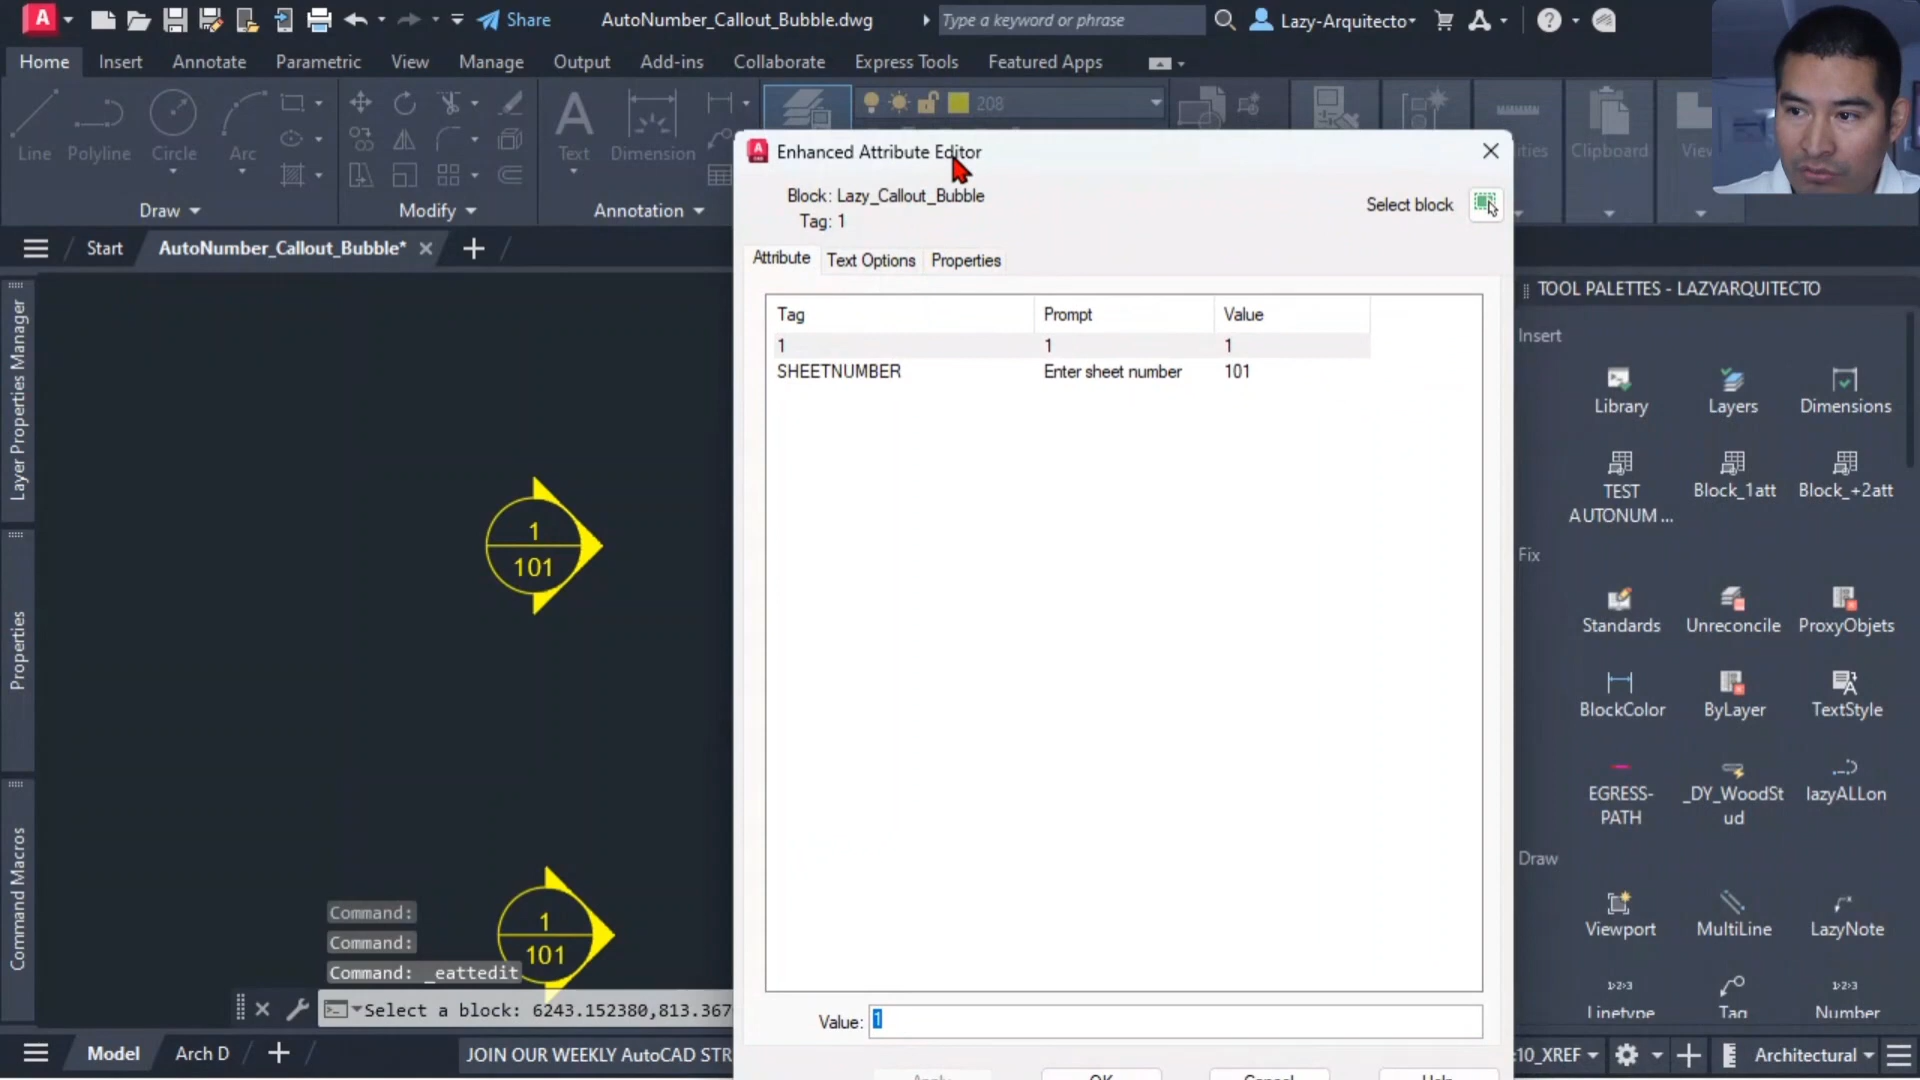 A Share AutoNumber_Callout_Bubble.dwg Type a keyword or phrase Lazy-Arquitecto
Home Insert Annotate Parametric View Manage Output Add-ins Collaborate Express Tools Featured Apps
208
Line Polyline Circle Arc Text Dimension Clipboard
Draw Modify Annotation
Start AutoNumber_Callout_Bubble*
Layer Properties Manager
Properties
Command Macros
1
101
1
101
Enhanced Attribute Editor
Block: Lazy_Callout_Bubble
Tag: 1
Select block
Attribute Text Options Properties
Tag Prompt Value
1 1 1
SHEETNUMBER Enter sheet number 101
Value: 1
Command:
Command:
Command: _eattedit
Select a block: 6243.152380,813.367
Model Arch D JOIN OUR WEEKLY AutoCAD STR
:10_XREF Architectural
TOOL PALETTES - LAZYARQUITECTO
Insert
Library Layers Dimensions
TEST AUTONUM ... Block_1att Block_+2att
Fix
Standards Unreconcile ProxyObjets
BlockColor ByLayer TextStyle
EGRESS-PATH _DY_WoodStud lazyALLon
Draw
Viewport MultiLine LazyNote
Linetype Tag Number